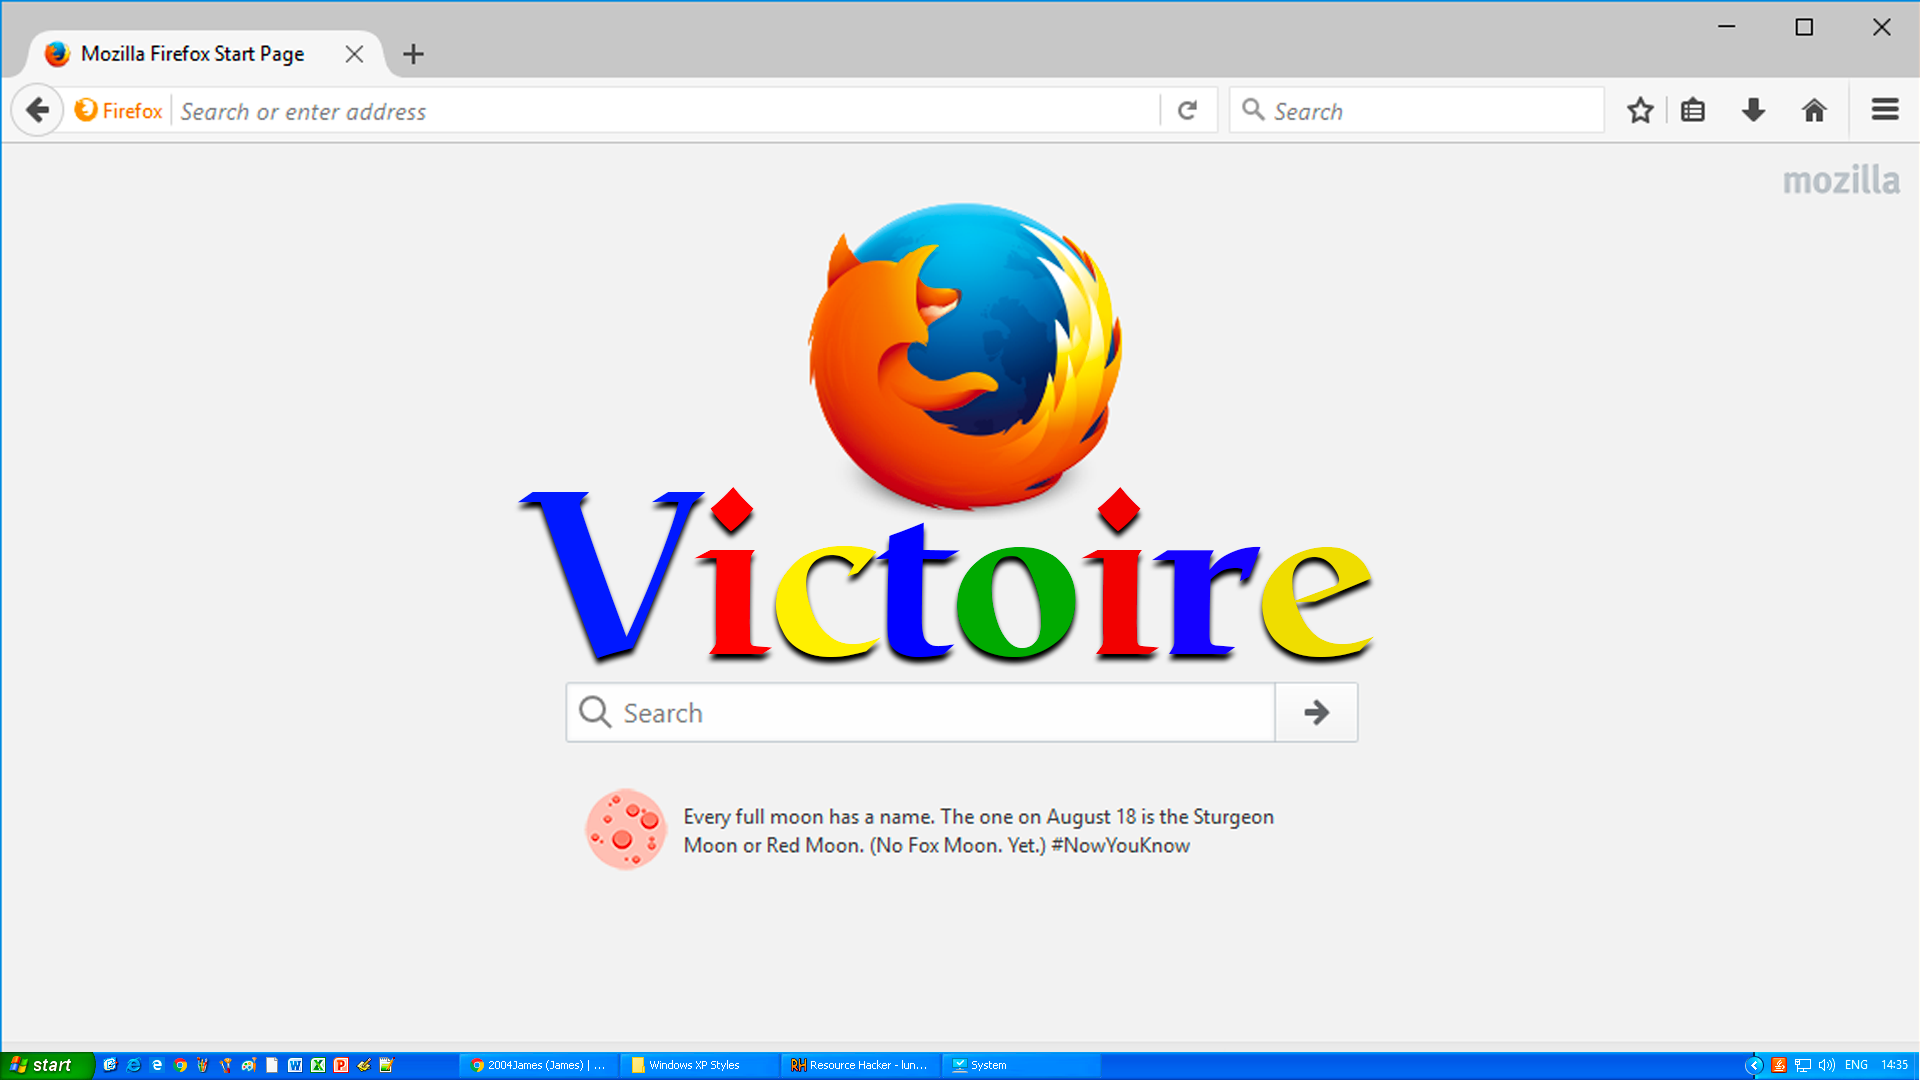 Mozilla Firefox Start Page
Firefox
Search or enter address
Search
mozilla
Victoire
Search
Every full moon has a name. The one on August 18 is the Sturgeon
Moon or Red Moon. (No Fox Moon. Yet.) #NowYouKnow
start
2004James (James) | ...
Windows XP Styles
RH Resource Hacker - lun...
System
ENG
14:35